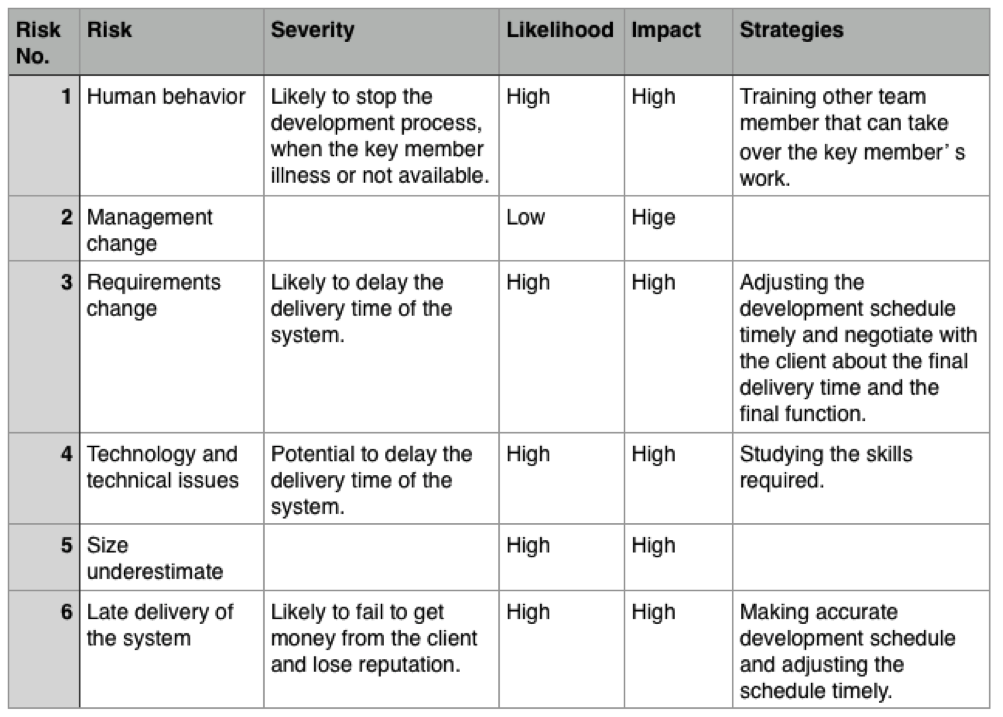 Risk No. Risk Severity Likelihood Impact Strategies
1 Human behavior Likely to stop the development process, when the key member illness or not available. High High Training other team member that can take over the key member’ s work.
2 Management change Low Hige
3 Requirements change Likely to delay the delivery time of the system. High High Adjusting the development schedule timely and negotiate with the client about the final delivery time and the final function.
4 Technology and technical issues Potential to delay the delivery time of the system. High High Studying the skills required.
5 Size underestimate High High
6 Late delivery of the system Likely to fail to get money from the client and lose reputation. High High Making accurate development schedule and adjusting the schedule timely.